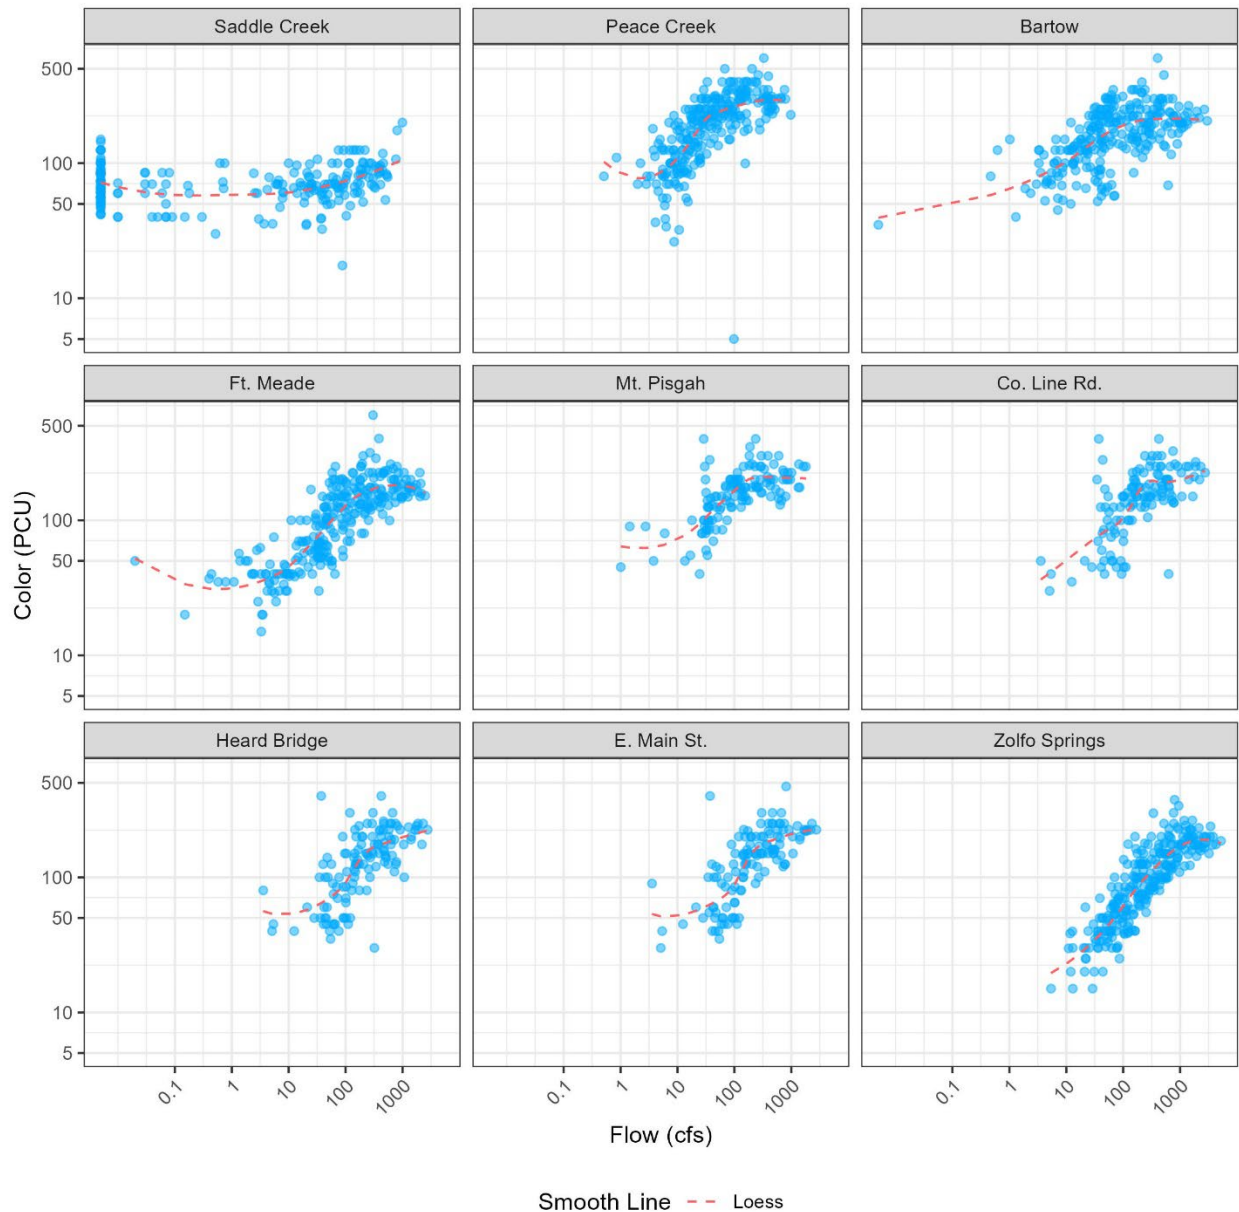 Saddle Creek Peace Creek Bartow
500
100
50
10
5
Ft. Meade Mt. Pisgah Co. Line Rd.
500
100
50
10
5
Color (PCU)
Heard Bridge E. Main St. Zolfo Springs
500
100
50
10
5
0.1 1 10 100 1000 0.1 1 10 100 1000 0.1 1 10 100 1000
Flow (cfs)
Smooth Line Loess